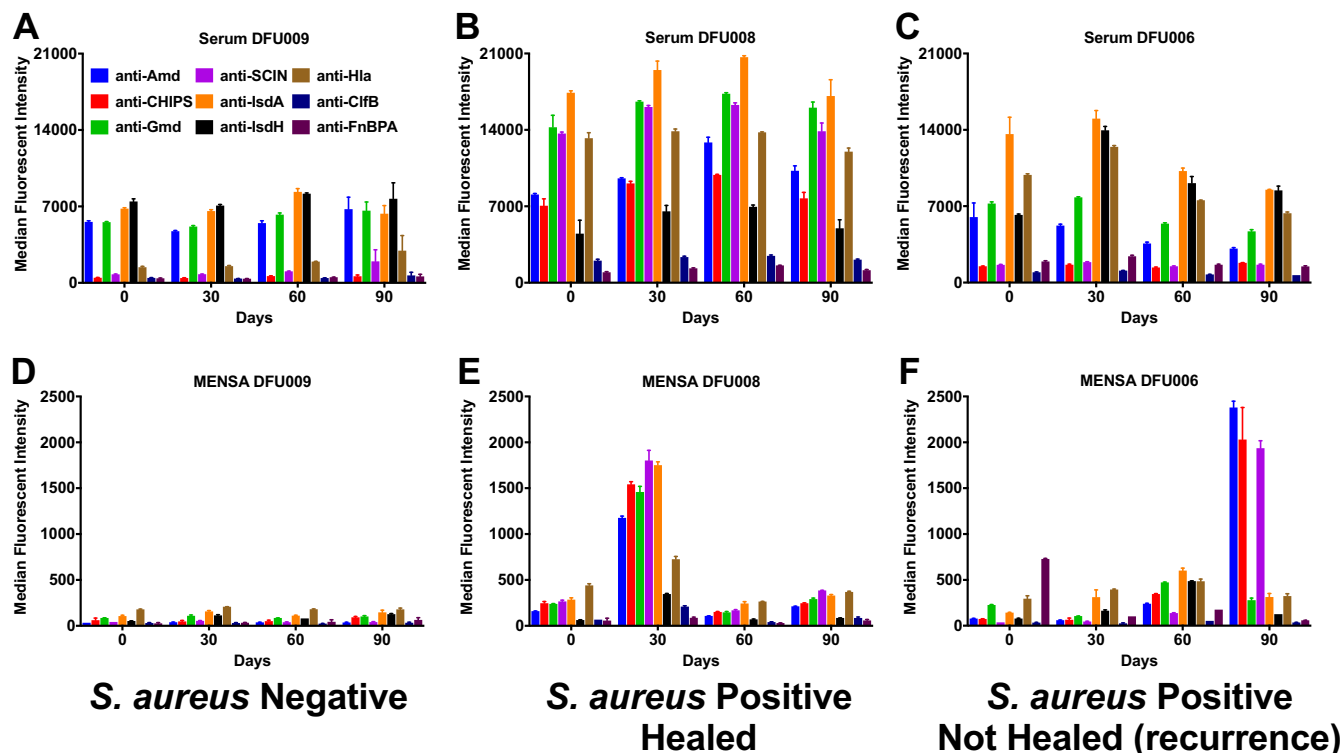 A
Serum DFU009
Median Fluorescent Intensity
21000
14000
7000
0
anti-Amd
anti-SCIN
anti-Hla
anti-CHIPS
anti-IsdA
anti-ClfB
anti-Gmd
anti-IsdH
anti-FnBPA
0 30 60 90
Days
B
Serum DFU008
Median Fluorescent Intensity
21000
14000
7000
0
0 30 60 90
Days
C
Serum DFU006
Median Fluorescent Intensity
21000
14000
7000
0
0 30 60 90
Days
D
MENSA DFU009
Median Fluorescent Intensity
2500
2000
1500
1000
500
0
0 30 60 90
Days
E
MENSA DFU008
Median Fluorescent Intensity
2500
2000
1500
1000
500
0
0 30 60 90
Days
F
MENSA DFU006
Median Fluorescent Intensity
2500
2000
1500
1000
500
0
0 30 60 90
Days
S. aureus Negative
S. aureus Positive
Healed
S. aureus Positive
Not Healed (recurrence)